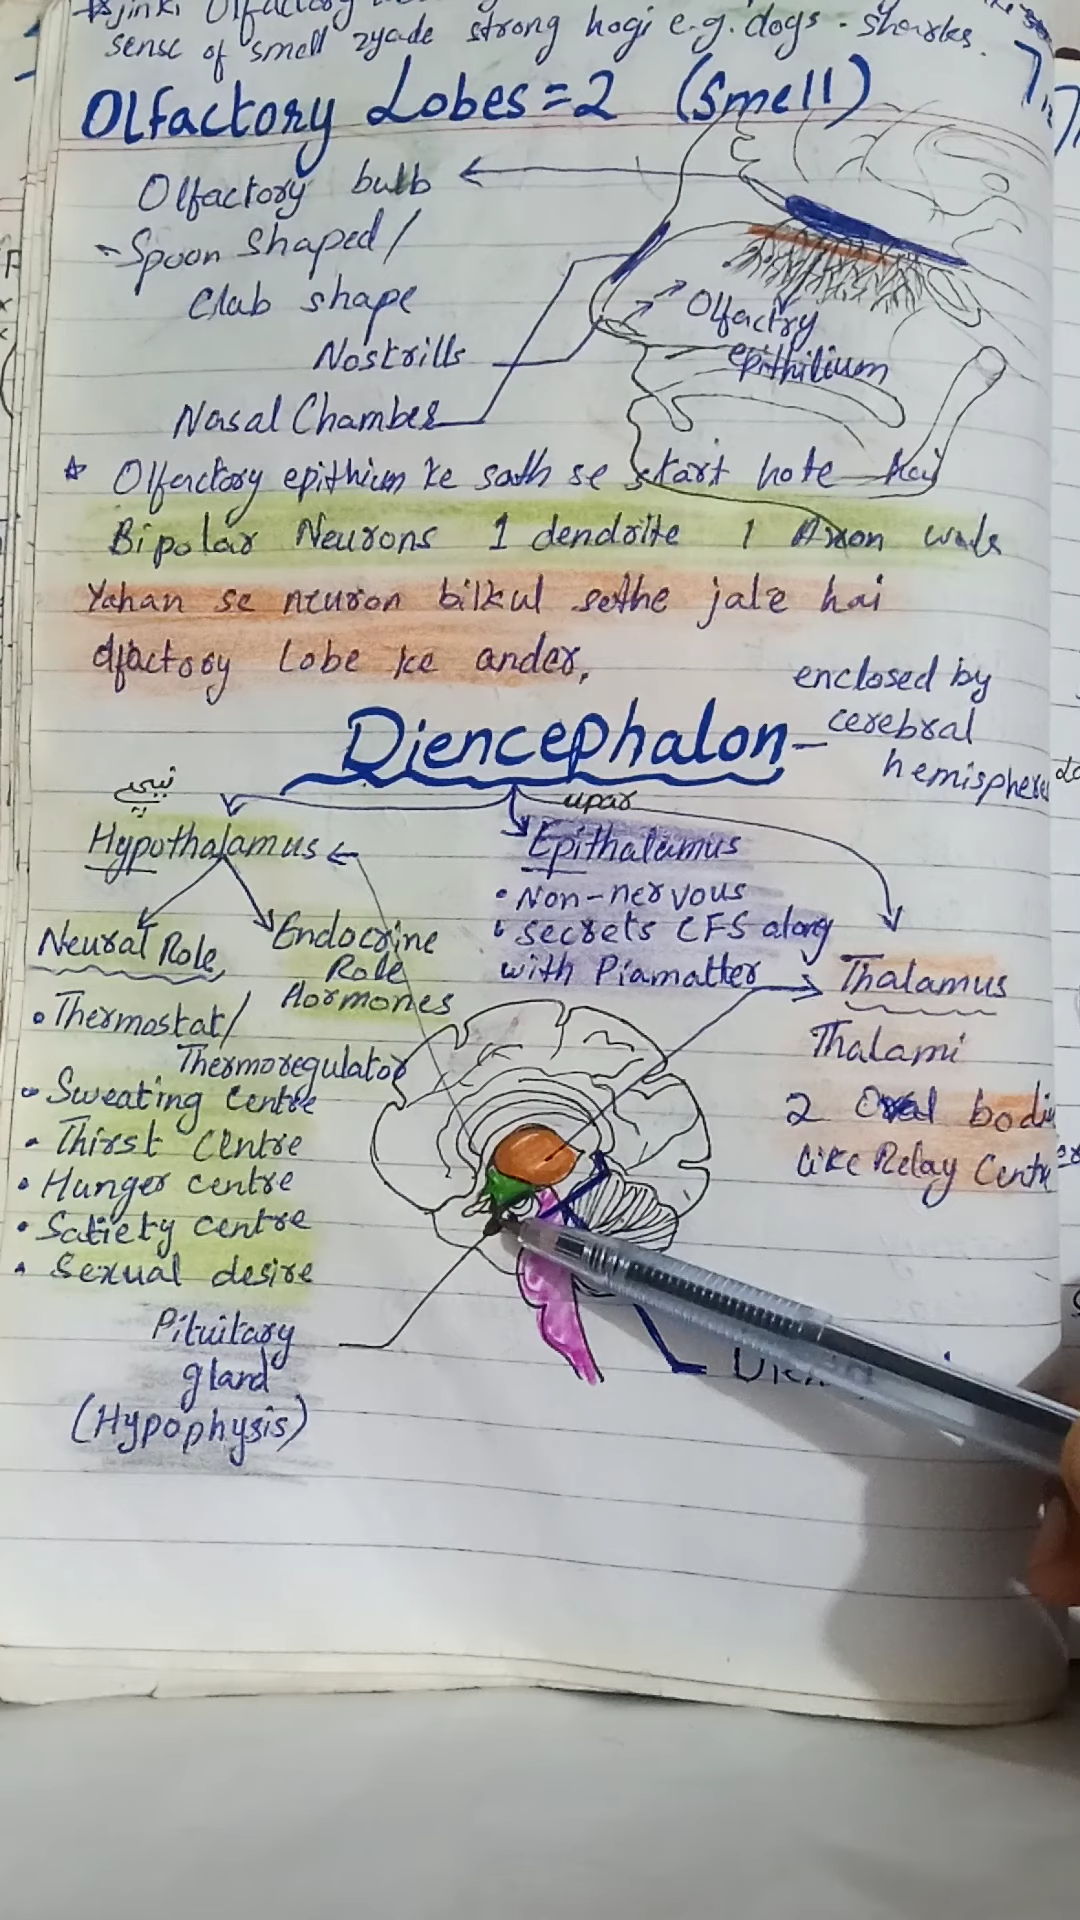 sense of smell zyade strong hogi e.g. dogs. sharks.
Olfactory Lobes=2 (Smell)
Olfactory bulb
- Spoon shaped /
Clab shape
Nostrills
Nasal Chamber
Olfactry
epithilium
* Olfactory epithium ke sath se start hote hai
Bipolar Neurons 1 dendrite 1 Axon wale
Yahan se neuron bilkul sethe jate hai
olfactory Lobe ke ander,
Diencephalon - enclosed by
cerebral
hemisphere
upar
Hypothalamus
Neural Role
Endocrine
Role
Hormones
• Thermostat/
Thermoregulator
• Sweating Centre
• Thirst Centre
• Hunger centre
• Satiety centre
• Sexual desire
Pituitary
gland
(Hypophysis)
Epithalamus
• Non-nervous
• Secrets CFS along
with Piamatter
Thalamus
Thalami
2 Oval bodi
like Relay Cent